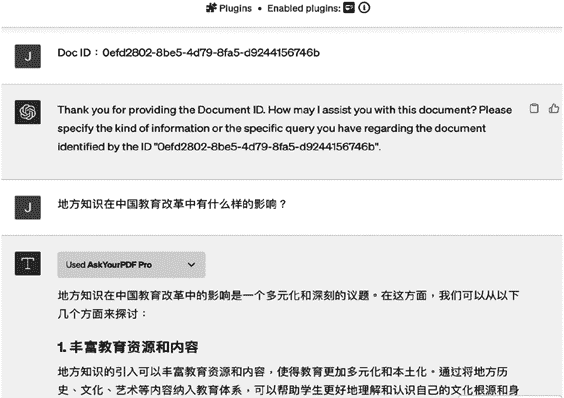 Plugins • Enabled plugins:
J
Doc ID：0efd2802-8be5-4d79-8fa5-d9244156746b
Thank you for providing the Document ID. How may I assist you with this document? Please
specify the kind of information or the specific query you have regarding the document
identified by the ID "0efd2802-8be5-4d79-8fa5-d9244156746b".
J
地方知识在中国教育改革中有什么样的影响？
T
Used AskYourPDF Pro
地方知识在中国教育改革中的影响是一个多元化和深刻的议题。在这方面，我们可以从以下
几个方面来探讨：
1. 丰富教育资源和内容
地方知识的引入可以丰富教育资源和内容，使得教育更加多元化和本土化。通过将地方历
史、文化、艺术等内容纳入教育体系，可以帮助学生更好地理解和认识自己的文化根源和身